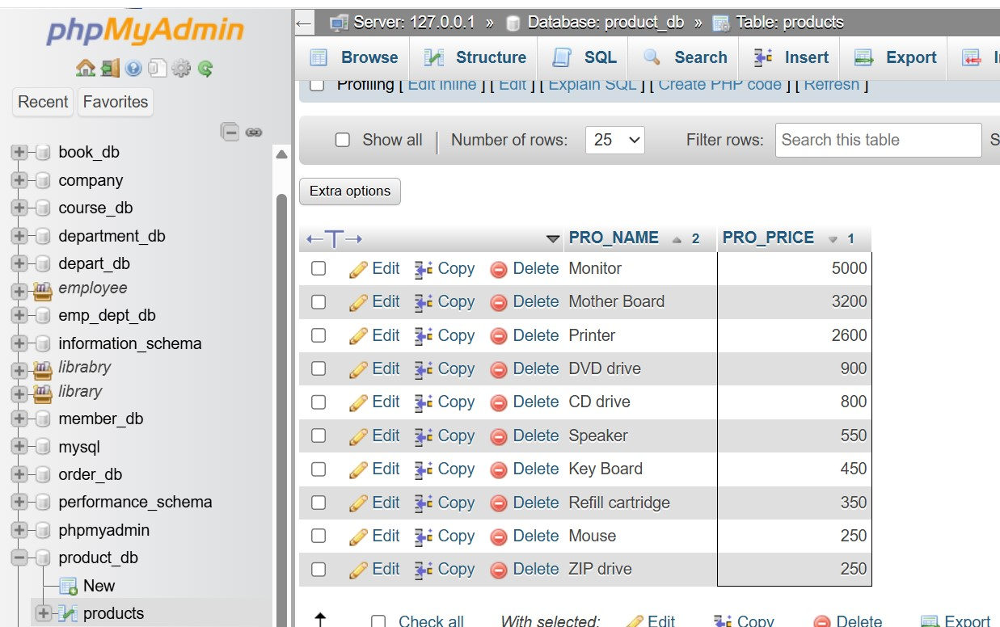 phpMyAdmin
Recent Favorites
book_db
company
course_db
department_db
depart_db
employee
emp_dept_db
information_schema
librabry
library
member_db
mysql
order_db
performance_schema
phpmyadmin
product_db
New
products
← Server: 127.0.0.1 » Database: product_db » Table: products
Browse Structure SQL Search Insert Export
Profiling [ Edit inline ] [ Edit ] [ Explain SQL ] [ Create PHP code ] [ Refresh ]
Show all | Number of rows: 25 Filter rows: Search this table S
Extra options
←T→ PRO_NAME 2 PRO_PRICE 1
Edit Copy Delete Monitor 5000
Edit Copy Delete Mother Board 3200
Edit Copy Delete Printer 2600
Edit Copy Delete DVD drive 900
Edit Copy Delete CD drive 800
Edit Copy Delete Speaker 550
Edit Copy Delete Key Board 450
Edit Copy Delete Refill cartridge 350
Edit Copy Delete Mouse 250
Edit Copy Delete ZIP drive 250
Check all With selected: Edit Copy Delete Export